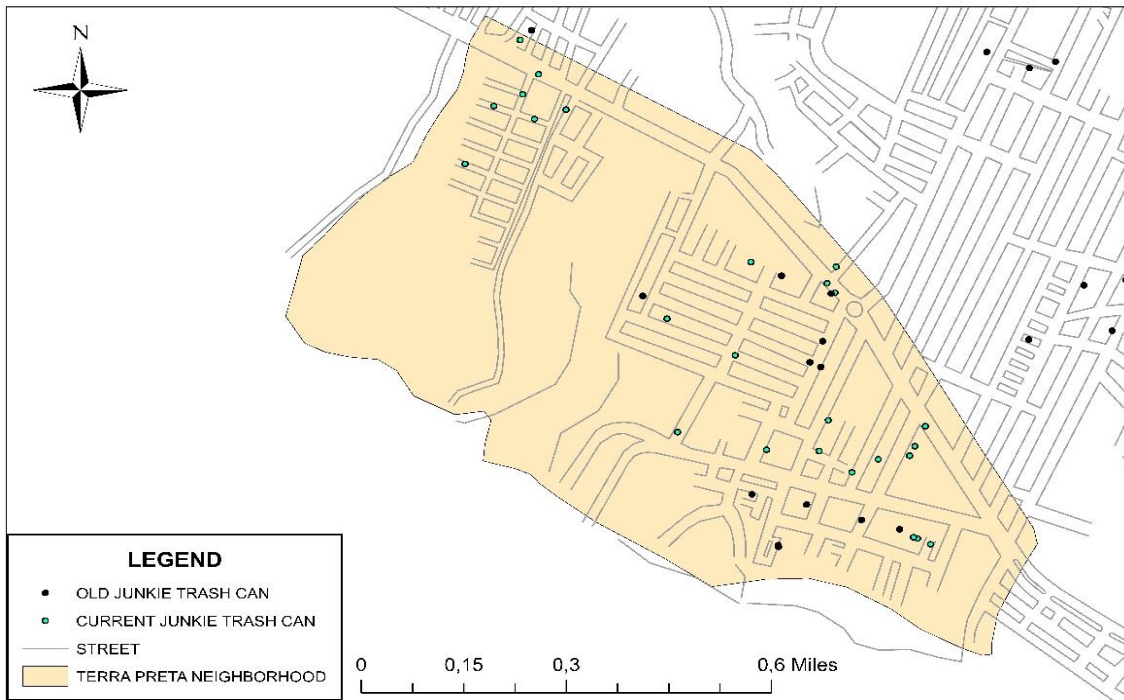 N
LEGEND
OLD JUNKIE TRASH CAN
CURRENT JUNKIE TRASH CAN
STREET
TERRA PRETA NEIGHBORHOOD
0 0,15 0,3 0,6 Miles